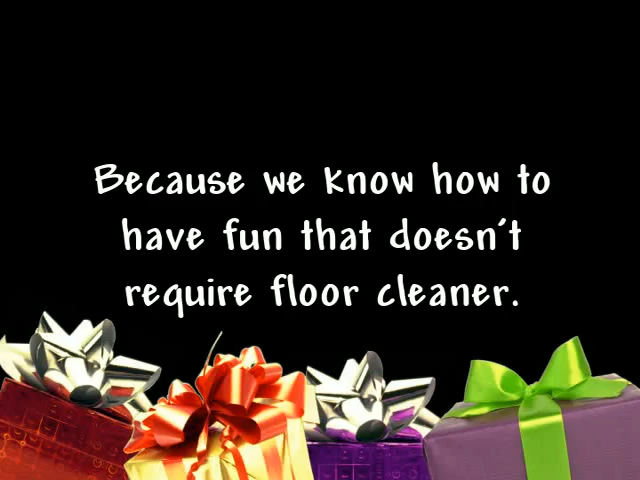 Because we know how to
have fun that doesn't
require floor cleaner.